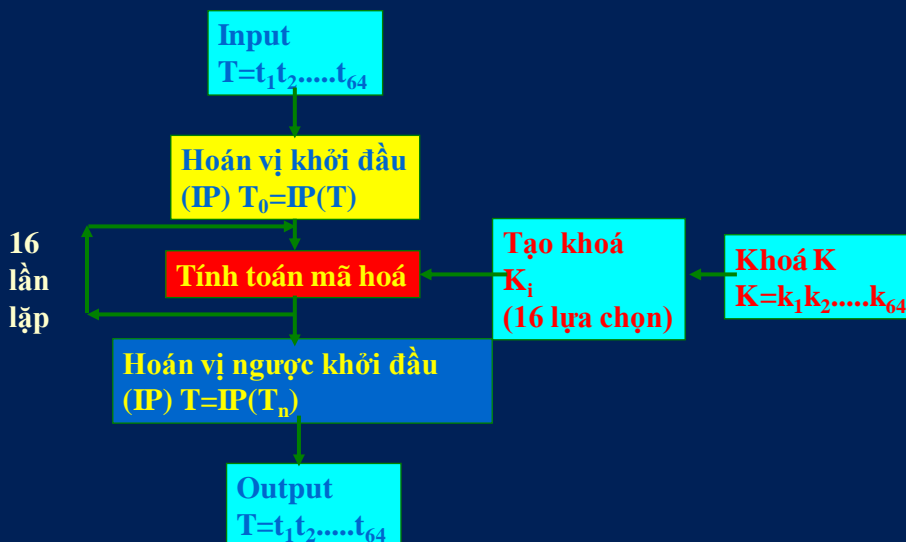 Input
T=t₁t₂.....t₆₄
Hoán vị khởi đầu
(IP) T₀=IP(T)
16
lần
lặp
Tính toán mã hoá
Tạo khoá
Kᵢ
(16 lựa chọn)
Khoá K
K=k₁k₂.....k₆₄
Hoán vị ngược khởi đầu
(IP) T=IP(Tₙ)
Output
T=t₁t₂.....t₆₄